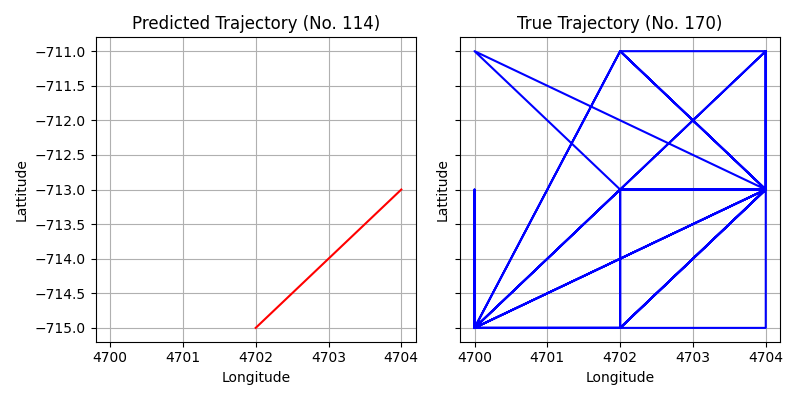 Predicted Trajectory (No. 114)
−711.0
−711.5
−712.0
−712.5
−713.0
−713.5
−714.0
−714.5
−715.0
Lattitude
4700 4701 4702 4703 4704
Longitude
True Trajectory (No. 170)
Lattitude
4700 4701 4702 4703 4704
Longitude